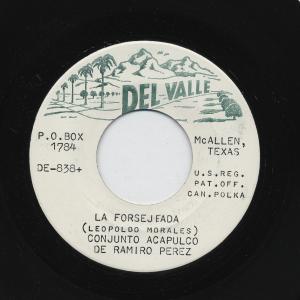 DEL VALLE
P.O.BOX
1784
McALLEN,
TEXAS
DE-838+
U.S.REG.
PAT.OFF.
CAN.POLKA
LA FORSEJEADA
(LEOPOLDO MORALES)
CONJUNTO ACAPULCO
DE RAMIRO PEREZ